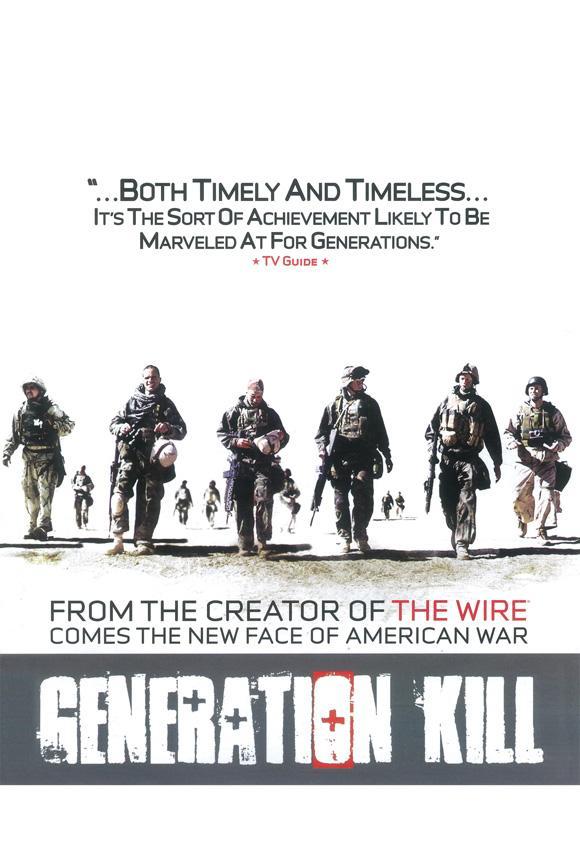 “…Both Timely And Timeless…
It's The Sort Of Achievement Likely To Be
Marveled At For Generations."
★ TV Guide ★
FROM THE CREATOR OF THE WIRE
COMES THE NEW FACE OF AMERICAN WAR
GENERATION KILL